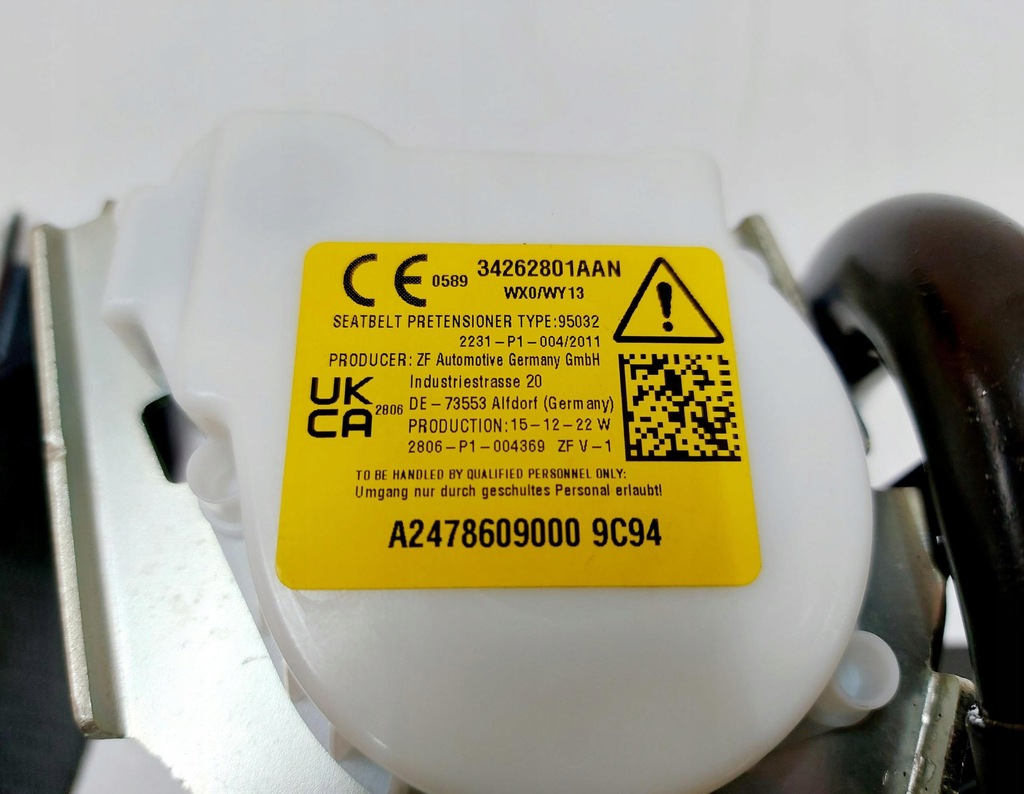 CE 0589 34262801AAN
WX0/WY13
SEATBELT PRETENSIONER TYPE:95032
2231-P1-004/2011
PRODUCER: ZF Automotive Germany GmbH
Industriestrasse 20
UK
CA 2806 DE-73553 Alfdorf (Germany)
PRODUCTION: 15-12-22 W
2806-P1-004369 ZF V-1
TO BE HANDLED BY QUALIFIED PERSONNEL ONLY:
Umgang nur durch geschultes Personal erlaubt!
A2478609000 9C94